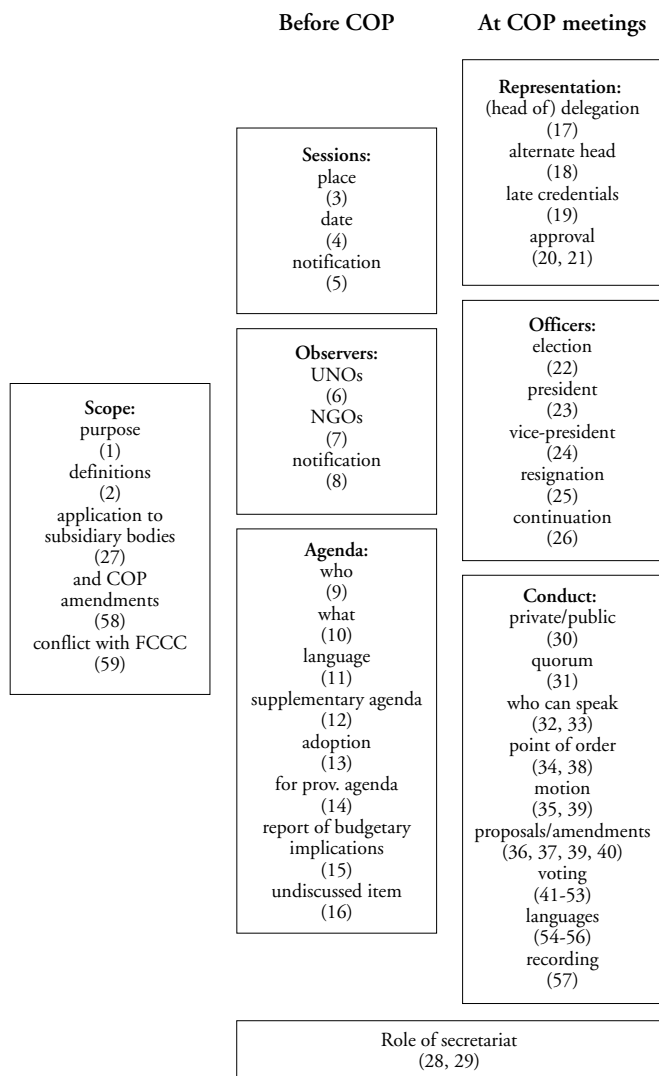 Before COP
At COP meetings
Scope:
purpose
(1)
definitions
(2)
application to
subsidiary bodies
(27)
and COP
amendments
(58)
conflict with FCCC
(59)
Sessions:
place
(3)
date
(4)
notification
(5)
Observers:
UNOs
(6)
NGOs
(7)
notification
(8)
Agenda:
who
(9)
what
(10)
language
(11)
supplementary agenda
(12)
adoption
(13)
for prov. agenda
(14)
report of budgetary
implications
(15)
undiscussed item
(16)
Representation:
(head of) delegation
(17)
alternate head
(18)
late credentials
(19)
approval
(20, 21)
Officers:
election
(22)
president
(23)
vice-president
(24)
resignation
(25)
continuation
(26)
Conduct:
private/public
(30)
quorum
(31)
who can speak
(32, 33)
point of order
(34, 38)
motion
(35, 39)
proposals/amendments
(36, 37, 39, 40)
voting
(41-53)
languages
(54-56)
recording
(57)
Role of secretariat
(28, 29)